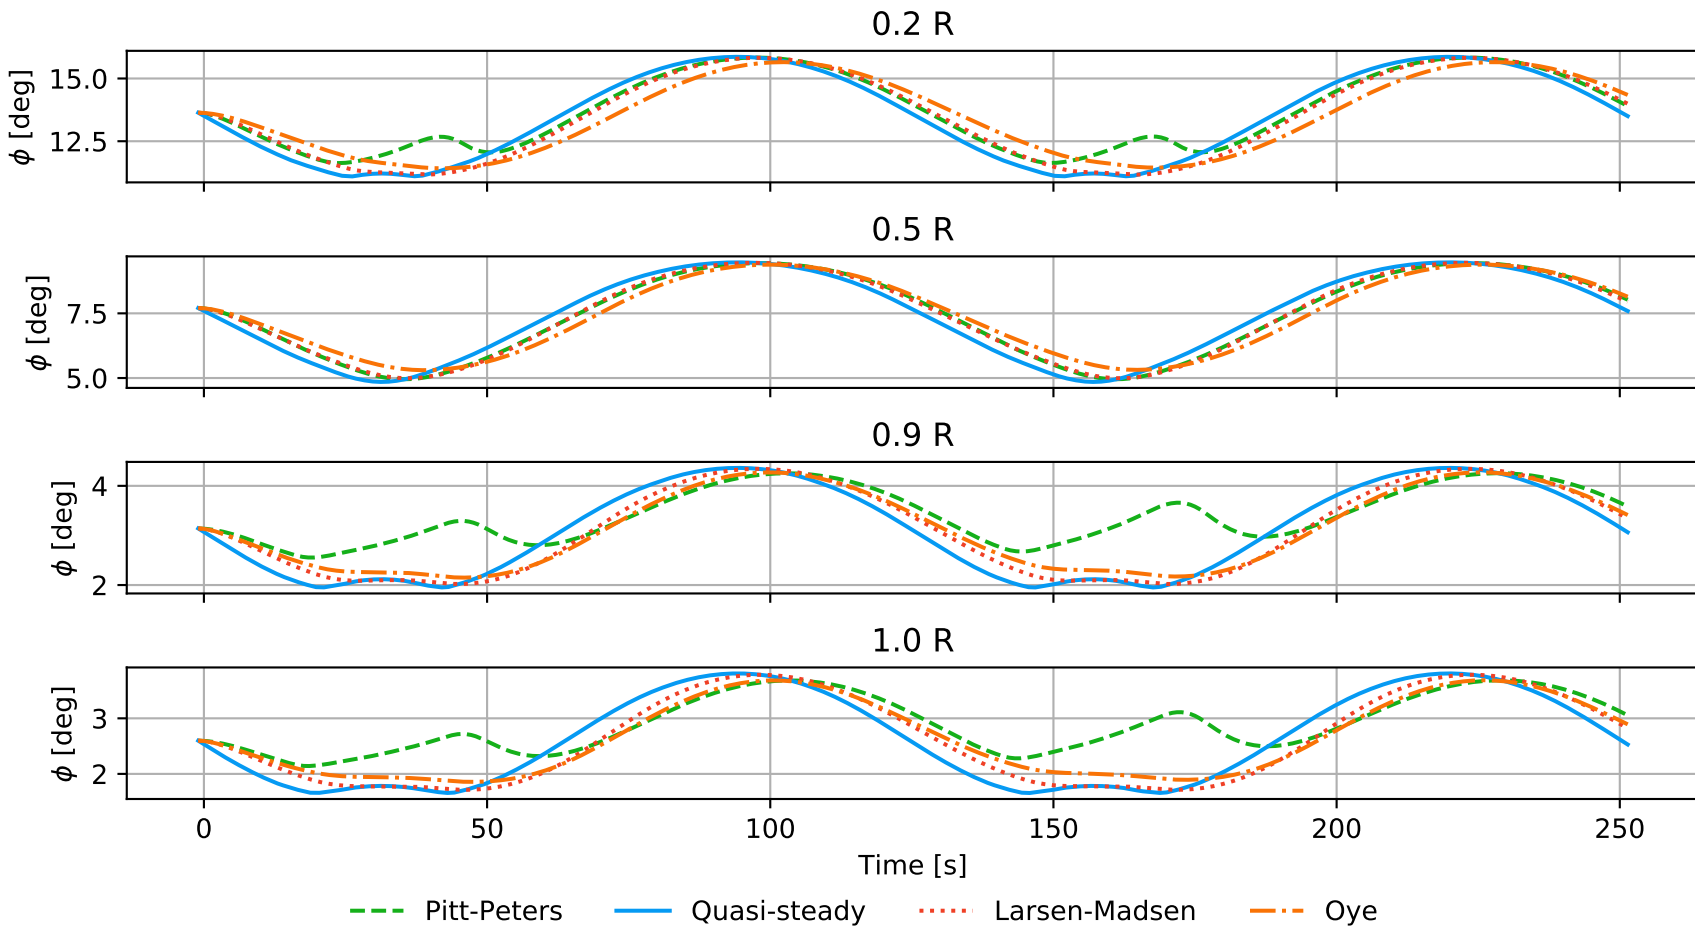 0.2 R
ϕ [deg]
15.0
12.5
0.5 R
ϕ [deg]
7.5
5.0
0.9 R
ϕ [deg]
4
2
1.0 R
ϕ [deg]
3
2
0 50 100 150 200 250
Time [s]
Pitt-Peters Quasi-steady Larsen-Madsen Oye